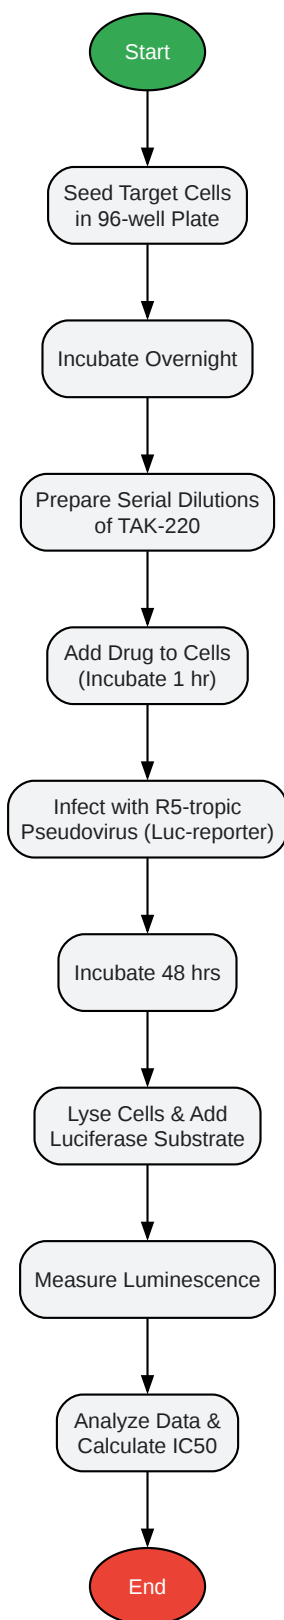 Start
Seed Target Cells
in 96-well Plate
Incubate Overnight
Prepare Serial Dilutions
of TAK-220
Add Drug to Cells
(Incubate 1 hr)
Infect with R5-tropic
Pseudovirus (Luc-reporter)
Incubate 48 hrs
Lyse Cells & Add
Luciferase Substrate
Measure Luminescence
Analyze Data &
Calculate IC50
End